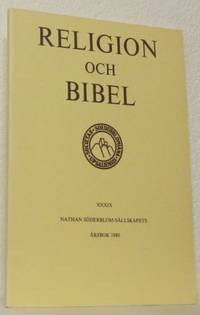 RELIGION
OCH
BIBEL
XXXIX
NATHAN SÖDERBLOM-SÄLLSKAPETS
ÅRSBOK 1980